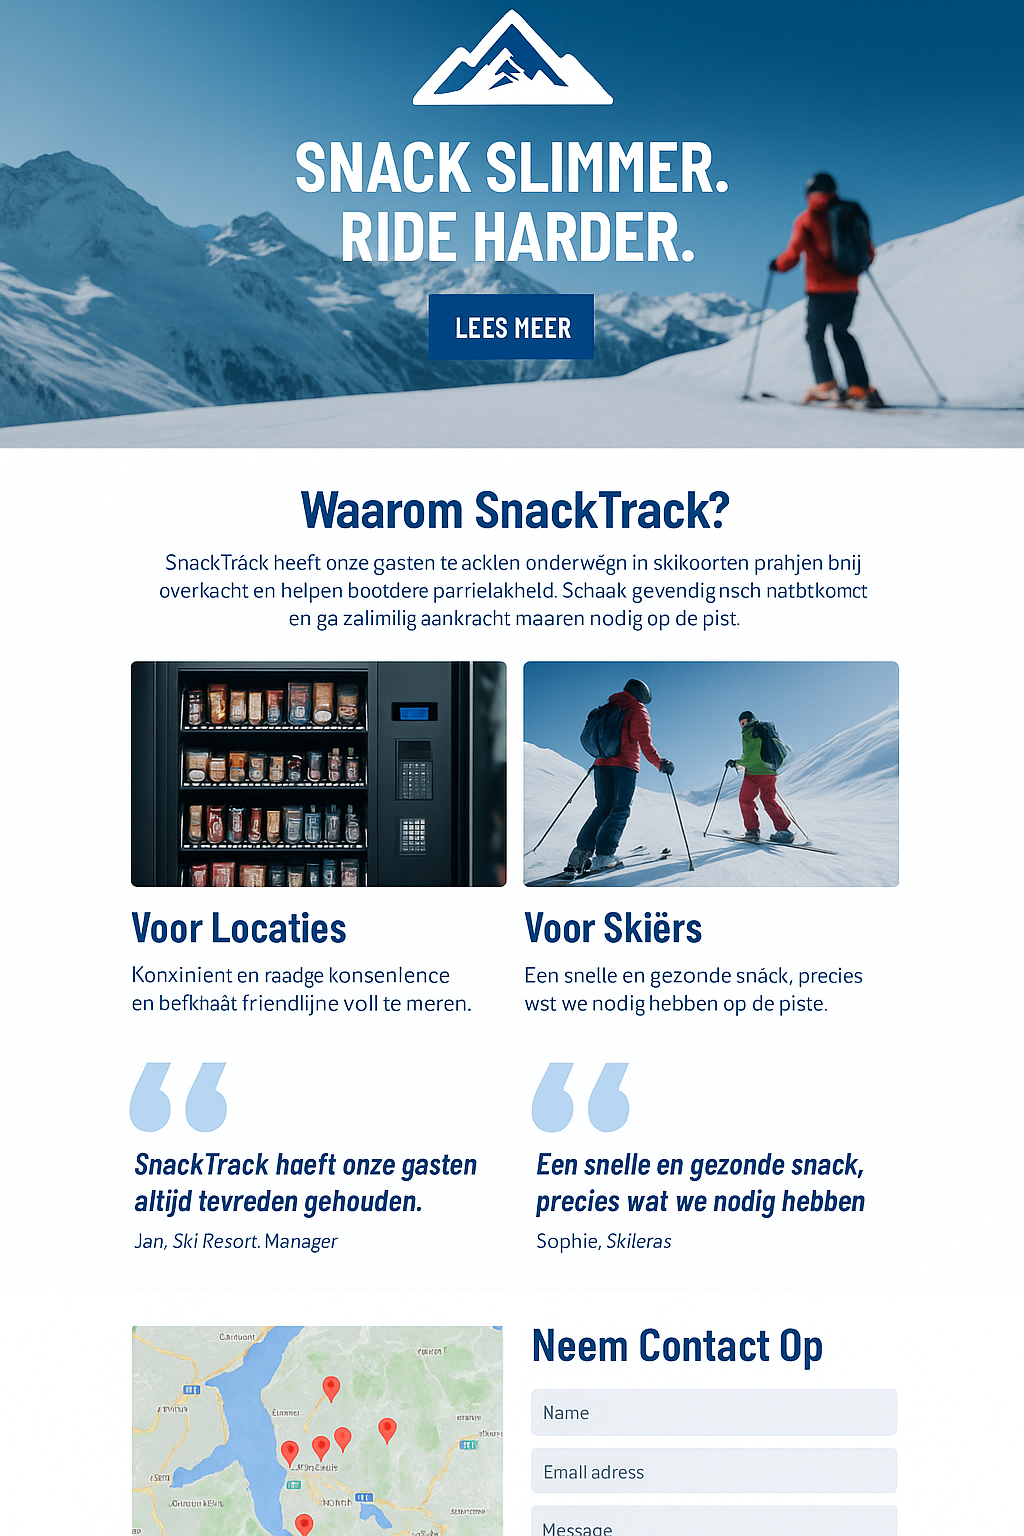 SNACK SLIMMER.
RIDE HARDER.
LEES MEER
Waarom SnackTrack?
SnackTráck heeft onze gasten te acklen onderwĕgn in skikoorten prahjen bnij
overkacht en helpen bootdere parrielakheld. Schaak gevendig nsch natbtkomct
en ga zalimilig aankracht maaren nodig op de pist.
Voor Locaties
Konxinient en raadge konsenlence
en befkhaât friendlijne voll te meren.
Voor Skiërs
Een snelle en gezonde snáck, precies
wst we nodig hebben op de piste.
SnackTrack haeft onze gasten
altijd tevreden gehouden.
Jan, Ski Resort. Manager
Een snelle en gezonde snack,
precies wat we nodig hebben
Sophie, Skileras
Neem Contact Op
Name
Emall adress
Message